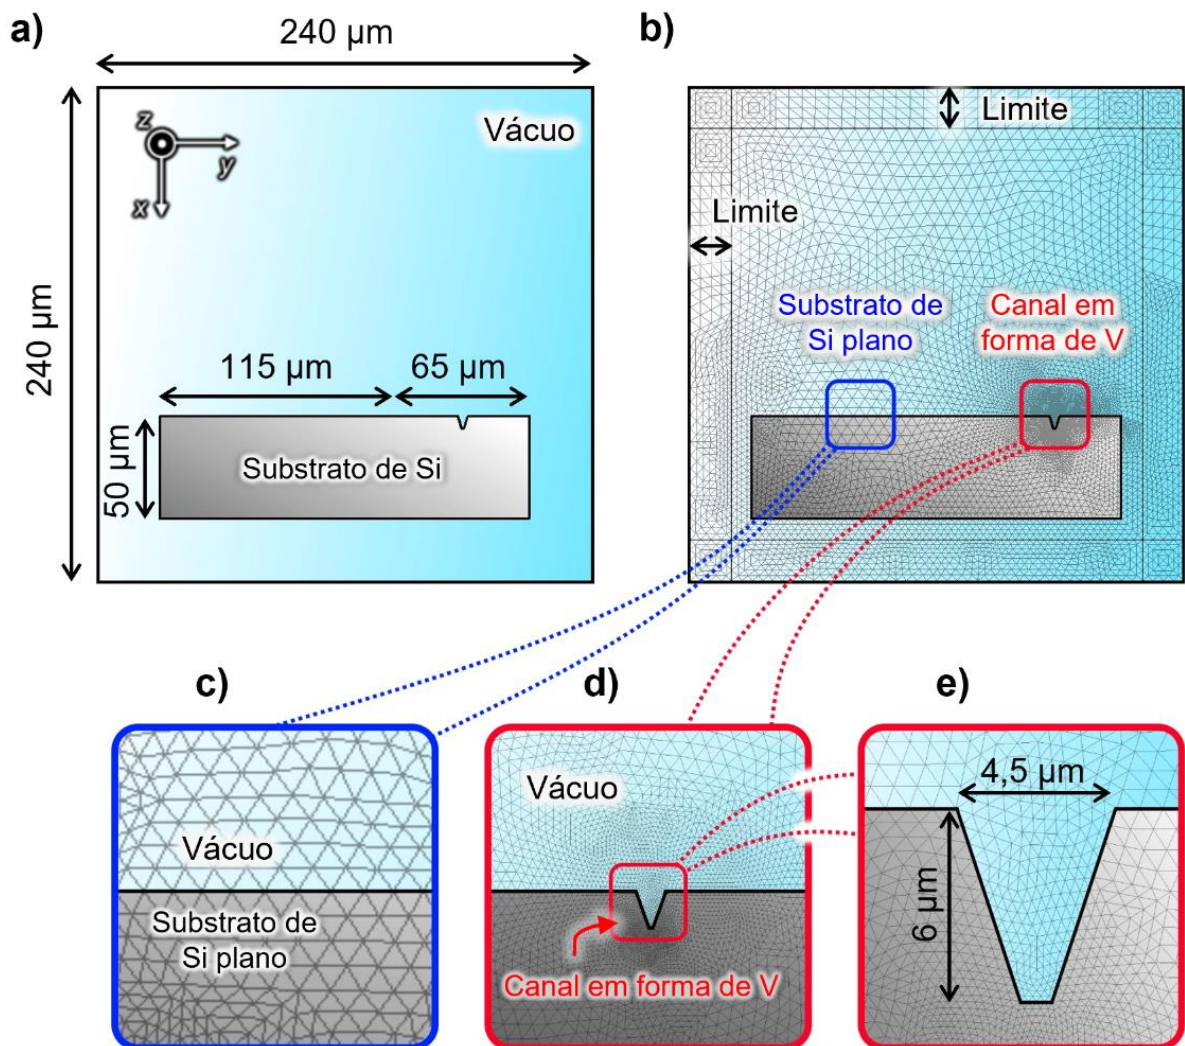 a)
240 µm
240 µm
z
y
x
Vácuo
115 µm
65 µm
50 µm
Substrato de Si
b)
Limite
Limite
Substrato de
Si plano
Canal em
forma de V
c)
Vácuo
Substrato de
Si plano
d)
Vácuo
Canal em forma de V
e)
4,5 µm
6 µm